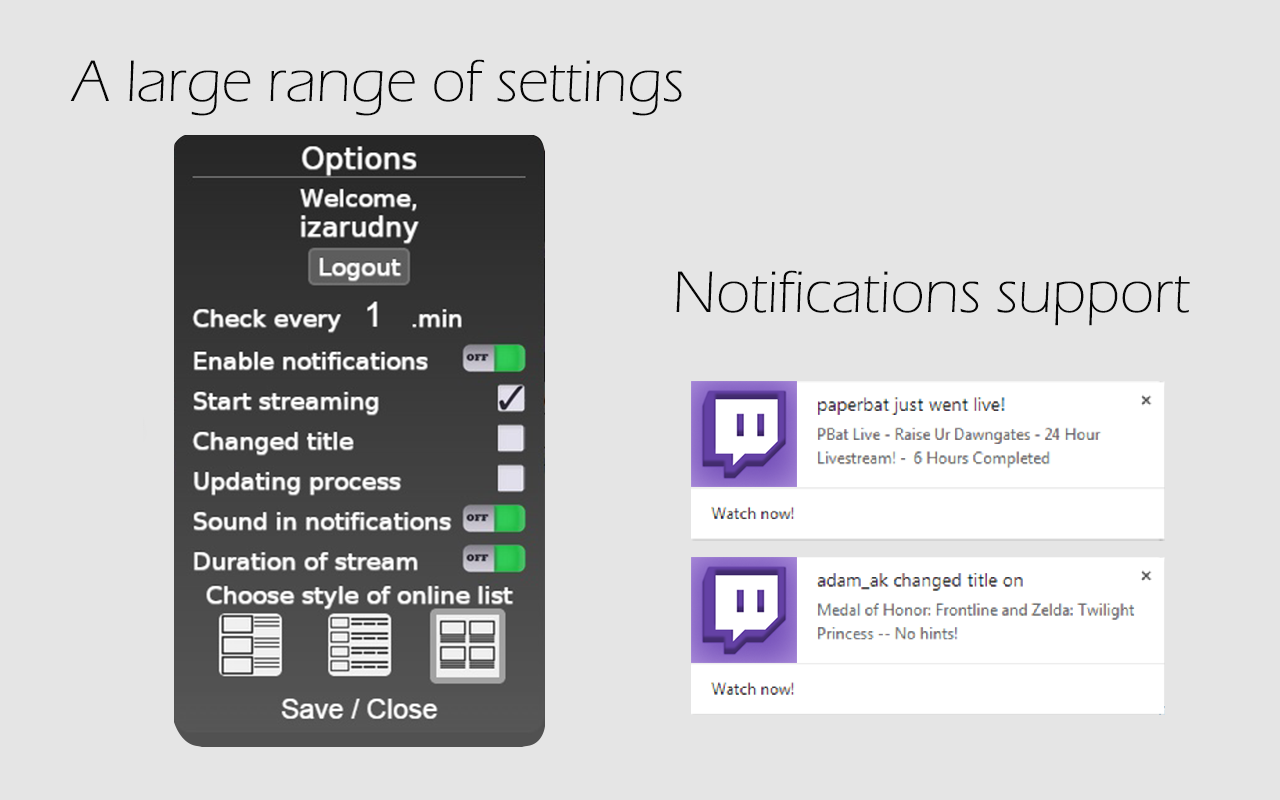 A large range of settings
Options
Welcome,
izarudny
Logout
Check every 1 .min
Enable notifications OFF
Start streaming
Changed title
Updating process
Sound in notifications OFF
Duration of stream OFF
Choose style of online list
Save / Close
Notifications support
paperbat just went live!
PBat Live - Raise Ur Dawngates - 24 Hour
Livestream! - 6 Hours Completed
Watch now!
adam_ak changed title on
Medal of Honor: Frontline and Zelda: Twilight
Princess -- No hints!
Watch now!